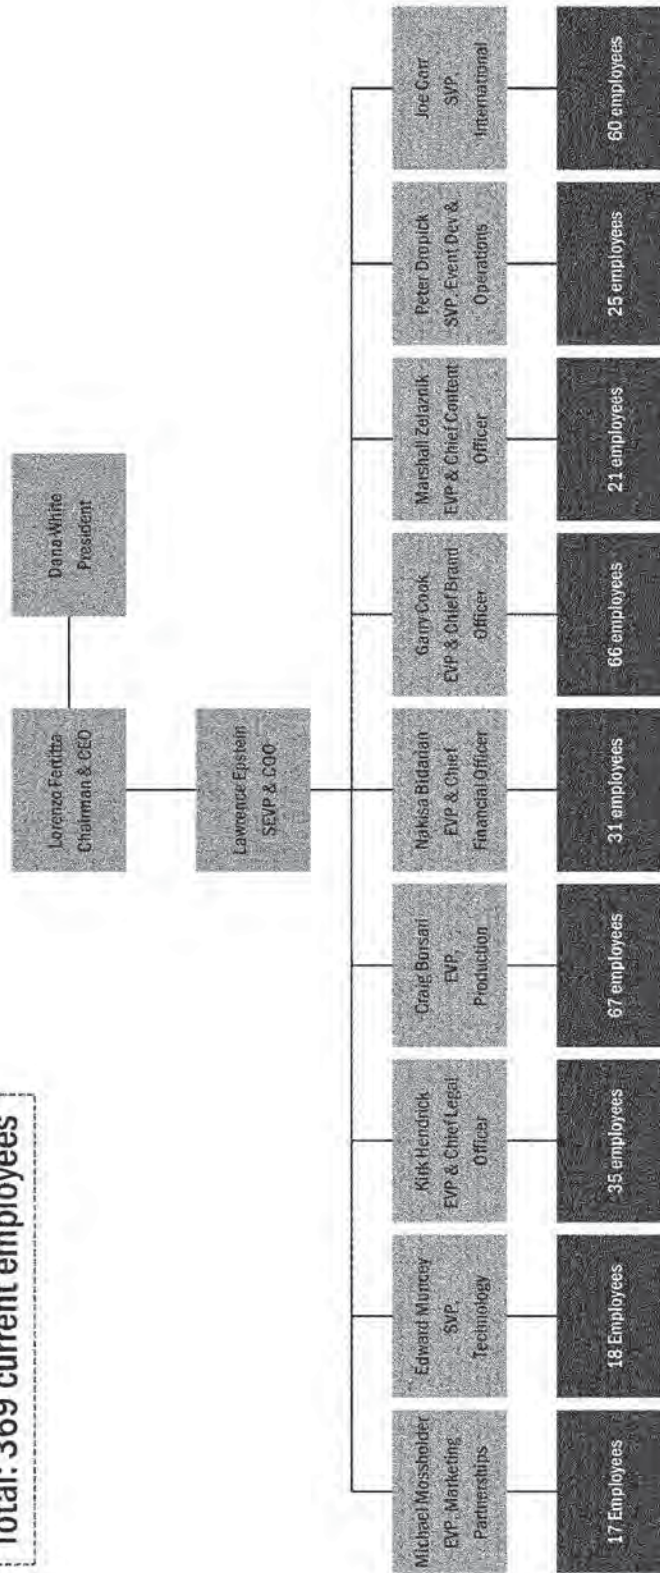 Total: 369 current employees
Lorenzo Fertitta
Chairman & CEO
Dana White
President
Lawrence Epstein
SEVP & COO
Michael Mossholder
EVP, Marketing
Partnerships
Edward Muncey
SVP,
Technology
Kirk Hendrick
EVP & Chief Legal
Officer
Craig Borsari
EVP,
Production
Nakisa Bidarian
EVP & Chief
Financial Officer
Garry Cook
EVP & Chief Brand
Officer
Marshall Zelaznik
EVP & Chief Content
Officer
Peter Dropick
SVP, Event Dev &
Operations
Joe Carr
SVP,
International
17 Employees
18 Employees
35 employees
67 employees
31 employees
66 employees
21 employees
25 employees
60 employees